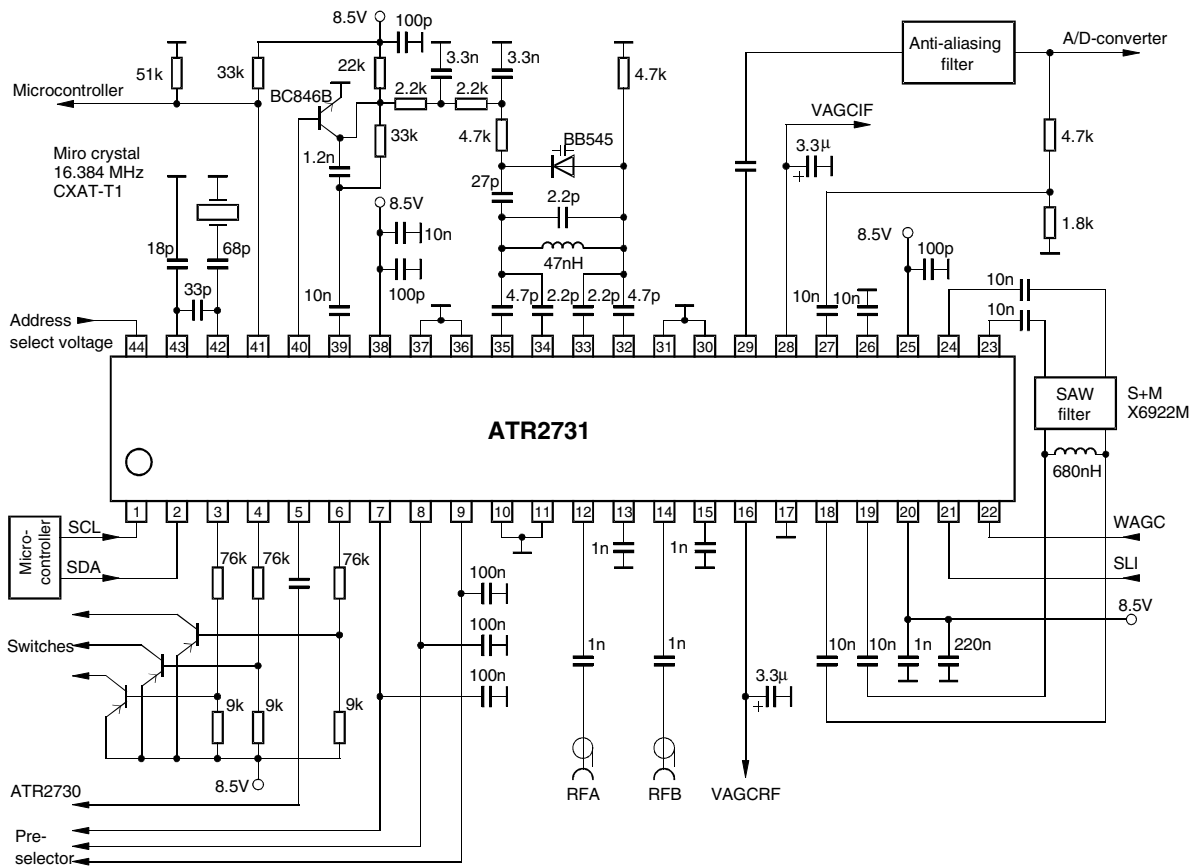 8.5V
100p
51k
33k
22k
3.3n
3.3n
4.7k
Anti-aliasing
filter
A/D-converter
Microcontroller
BC846B
2.2k
2.2k
VAGCIF
33k
4.7k
BB545
3.3µ
+
4.7k
Miro crystal
16.384 MHz
CXAT-T1
1.2n
27p
2.2p
8.5V
1.8k
18p
68p
10n
47nH
8.5V
100p
33p
10n
100p
4.7p
2.2p
2.2p
4.7p
10n
10n
10n
10n
Address
select voltage
44
43
42
41
40
39
38
37
36
35
34
33
32
31
30
29
28
27
26
25
24
23
SAW
filter
S+M
X6922M
ATR2731
680nH
1
2
3
4
5
6
7
8
9
10
11
12
13
14
15
16
17
18
19
20
21
22
Micro-
controller
SCL
SDA
WAGC
SLI
76k
76k
76k
1n
1n
100n
8.5V
Switches
100n
1n
1n
10n
10n
1n
220n
100n
3.3µ
+
9k
9k
9k
8.5V
ATR2730
RFA
RFB
VAGCRF
Pre-
selector